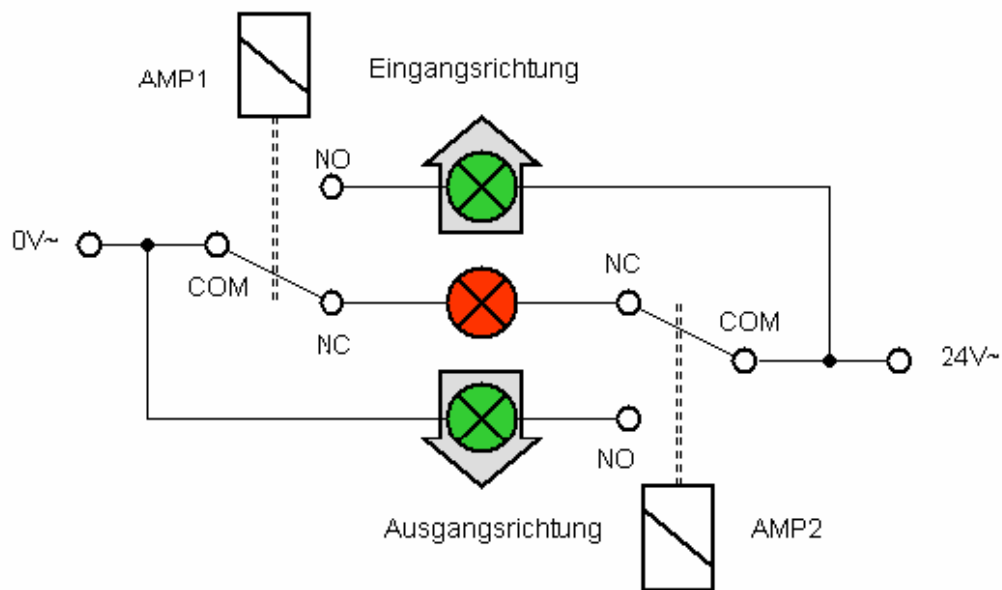 AMP1
Eingangsrichtung
NO
0V~
COM
NC
NC
COM
24V~
NO
Ausgangsrichtung
AMP2